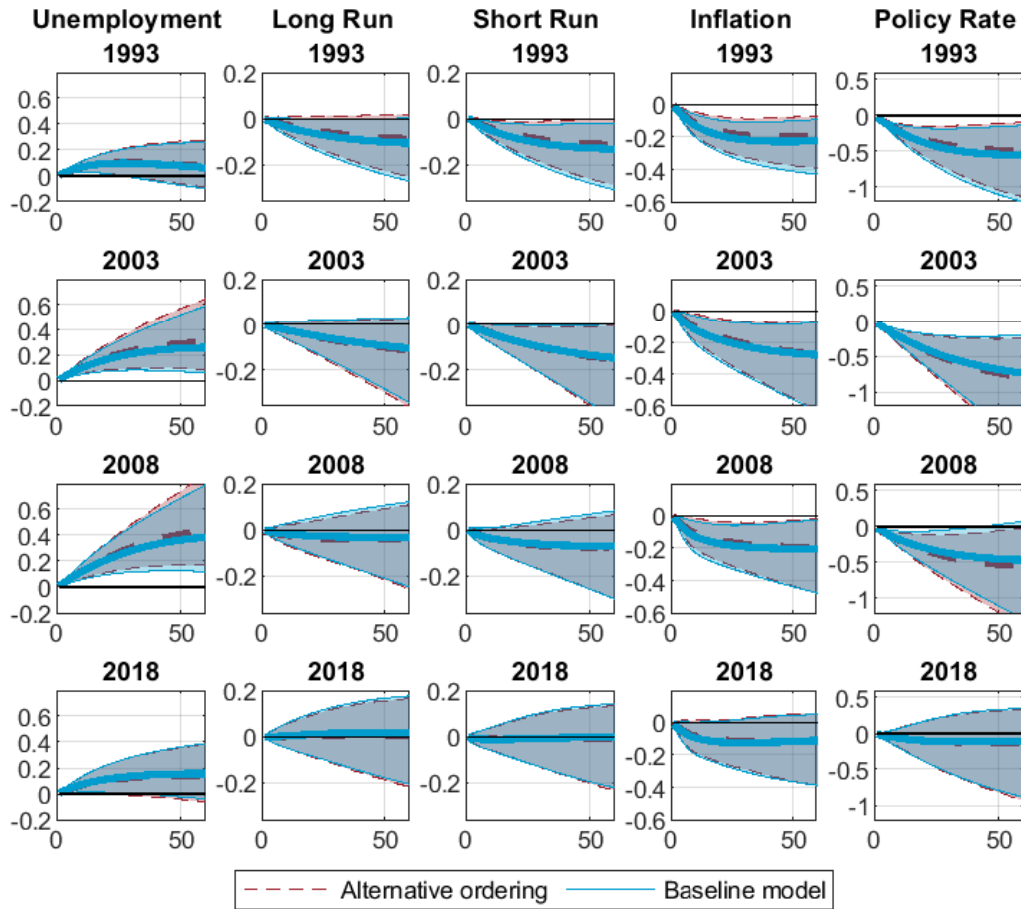 Unemployment Long Run Short Run Inflation Policy Rate
1993 1993 1993 1993 1993
0.6 0.4 0.2 0 -0.2
0.2 0 -0.2
0.2 0 -0.2
0 -0.2 -0.4 -0.6
0.5 0 -0.5 -1
0 50 0 50 0 50 0 50 0 50
2003 2003 2003 2003 2003
0.6 0.4 0.2 0 -0.2
0.2 0 -0.2
0.2 0 -0.2
0 -0.2 -0.4 -0.6
0.5 0 -0.5 -1
0 50 0 50 0 50 0 50 0 50
2008 2008 2008 2008 2008
0.6 0.4 0.2 0 -0.2
0.2 0 -0.2
0.2 0 -0.2
0 -0.2 -0.4 -0.6
0.5 0 -0.5 -1
0 50 0 50 0 50 0 50 0 50
2018 2018 2018 2018 2018
0.6 0.4 0.2 0 -0.2
0.2 0 -0.2
0.2 0 -0.2
0 -0.2 -0.4 -0.6
0.5 0 -0.5 -1
0 50 0 50 0 50 0 50 0 50
Alternative ordering Baseline model